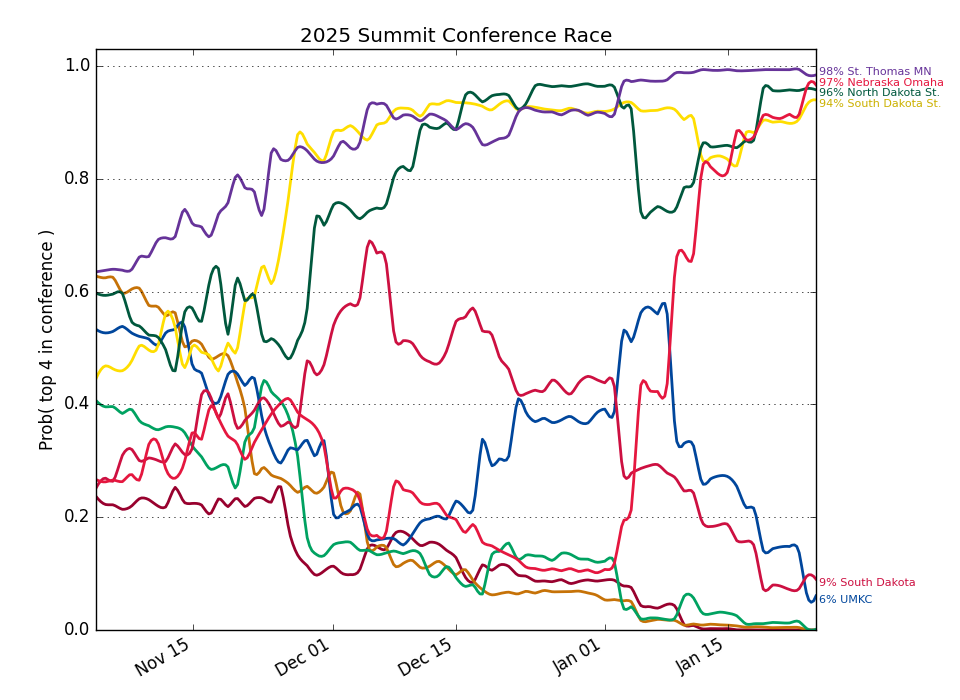 2025 Summit Conference Race
Prob( top 4 in conference )
1.0
0.8
0.6
0.4
0.2
0.0
Nov 15
Dec 01
Dec 15
Jan 01
Jan 15
98% St. Thomas MN
97% Nebraska Omaha
96% North Dakota St.
94% South Dakota St.
9% South Dakota
6% UMKC